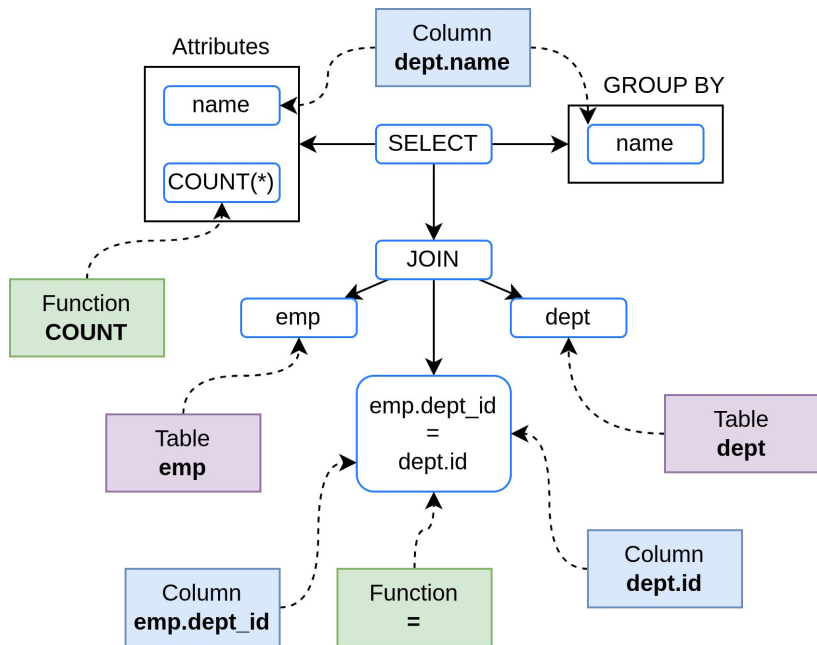 Column
dept.name
Attributes
GROUP BY
name
SELECT
name
COUNT(*)
JOIN
Function
COUNT
emp
dept
emp.dept_id
=
dept.id
Table
emp
Table
dept
Column
dept.id
Column
emp.dept_id
Function
=